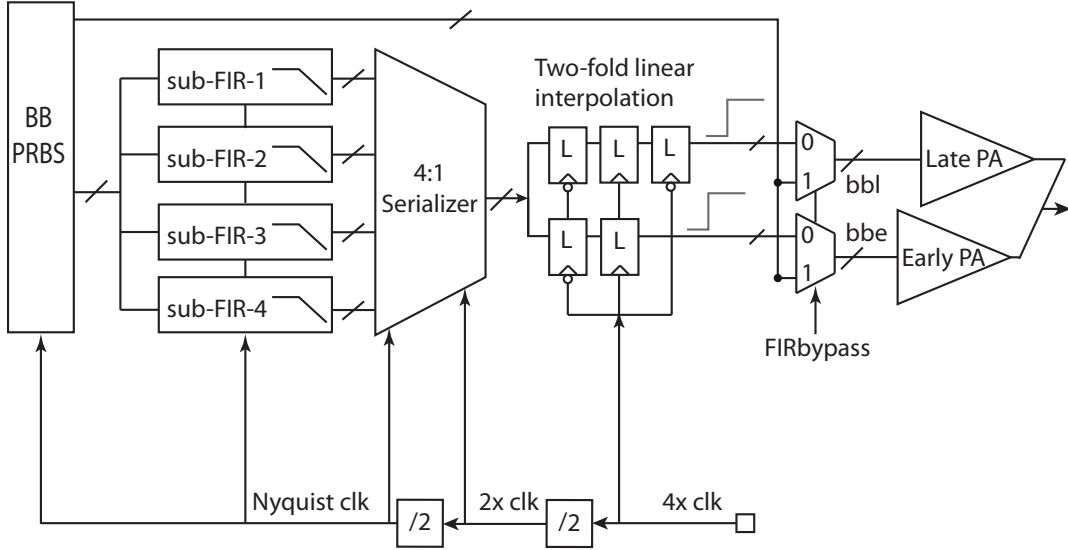 BB
PRBS
sub-FIR-1
sub-FIR-2
sub-FIR-3
sub-FIR-4
4:1
Serializer
Two-fold linear
interpolation
L
L
L
L
L
0
1
0
1
bbl
bbe
Late PA
Early PA
FIRbypass
Nyquist clk
/2
2x clk
/2
4x clk